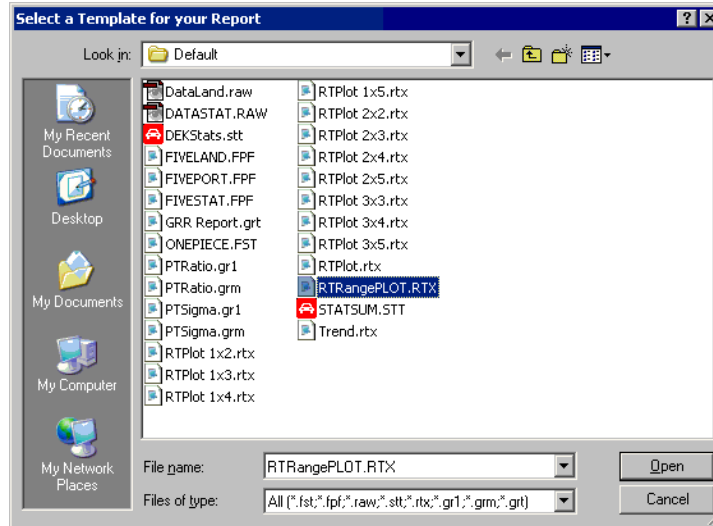 Select a Template for your Report
Look in:
Default
My Recent
Documents
Desktop
My Documents
My Computer
My Network
Places
DataLand.raw
DATASTAT.RAW
DEKStats.stt
FIVELAND.FPF
FIVEPORT.FPF
FIVESTAT.FPF
GRR Report.grt
ONEPIECE.FST
PTRatio.gr1
PTRatio.grm
PTSigma.gr1
PTSigma.grm
RTPlot 1x2.rtx
RTPlot 1x3.rtx
RTPlot 1x4.rtx
RTPlot 1x5.rtx
RTPlot 2x2.rtx
RTPlot 2x3.rtx
RTPlot 2x4.rtx
RTPlot 2x5.rtx
RTPlot 3x3.rtx
RTPlot 3x4.rtx
RTPlot 3x5.rtx
RTPlot.rtx
RTRangePLOT.RTX
STATSUM.STT
Trend.rtx
File name:
RTRangePLOT.RTX
Open
Files of type:
All (*.fst;*.fpf;*.raw;*.stt;*.rtx;*.gr1;*.grm;*.grt)
Cancel